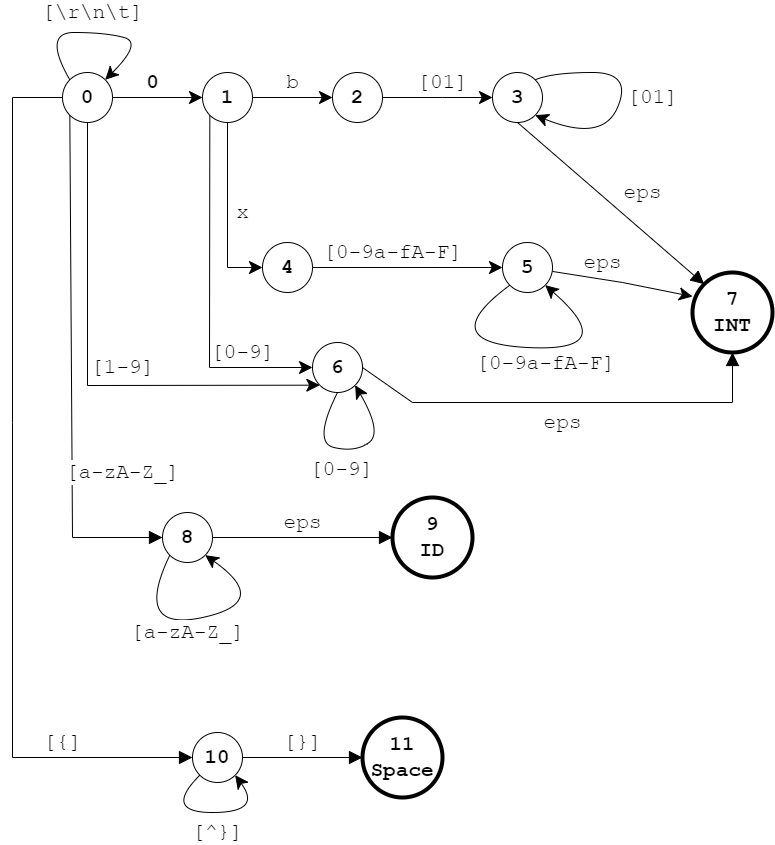 [\r\n\t]
0
0
1
b
2
[01]
3
[01]
x
eps
4
[0-9a-fA-F]
5
eps
7
INT
[0-9]
[1-9]
6
[0-9a-fA-F]
eps
[0-9]
[a-zA-Z_]
8
eps
9
ID
[a-zA-Z_]
[{]
10
[}]
11
Space
[^}]